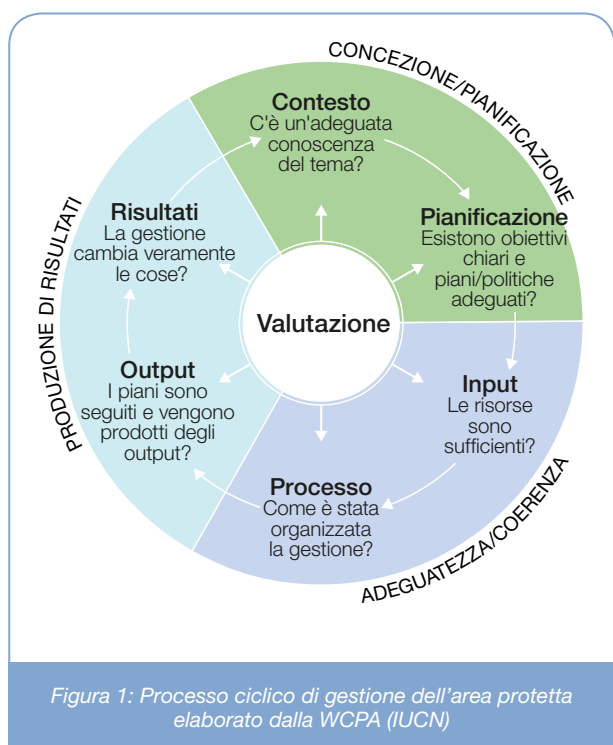 CONCEZIONE/PIANIFICAZIONE
Contesto
C'è un'adeguata
conoscenza
del tema?
Pianificazione
Esistono obiettivi
chiari e
piani/politiche
adeguati?
Input
Le risorse
sono
sufficienti?
ADEGUATEZZA/COERENZA
Processo
Come è stata
organizzata
la gestione?
Output
I piani sono
seguiti e vengono
prodotti degli
output?
PRODUZIONE DI RISULTATI
Risultati
La gestione
cambia veramente
le cose?
Valutazione
Figura 1: Processo ciclico di gestione dell'area protetta
elaborato dalla WCPA (IUCN)